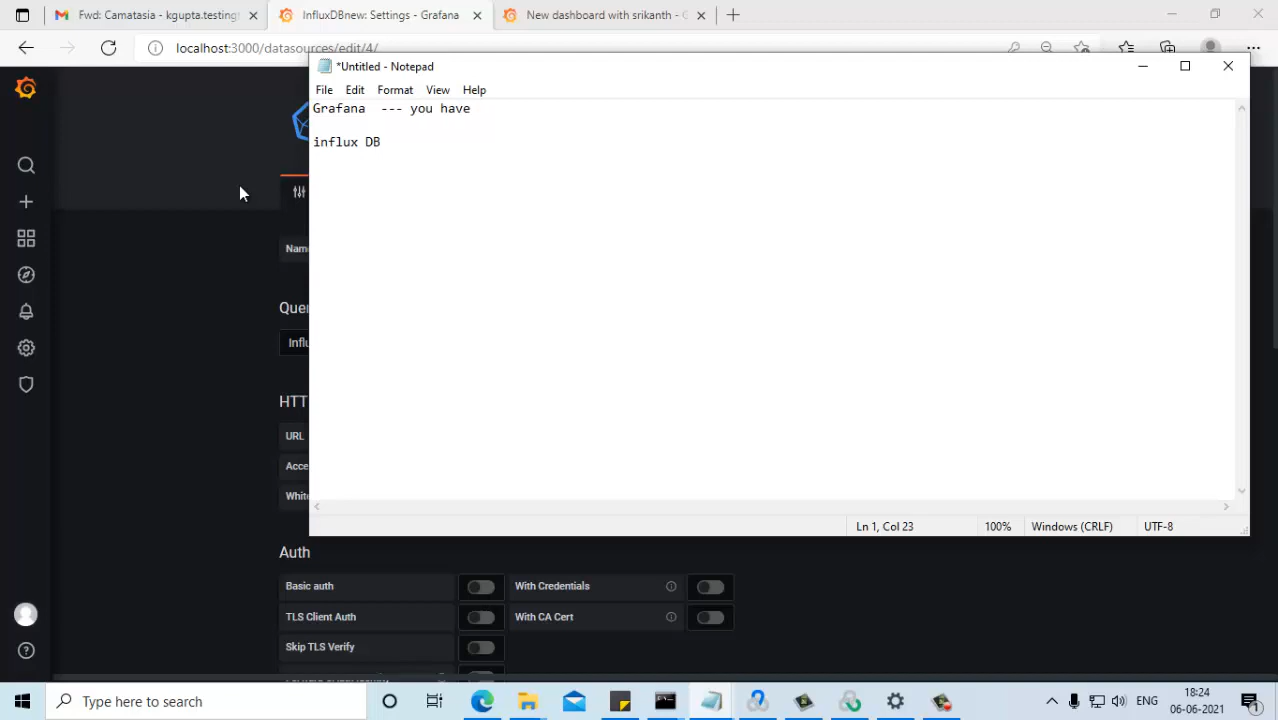 Fwd: Camatasia - kgupta.testing
InfluxDBnew: Settings - Grafana
New dashboard with srikanth - G
localhost:3000/datasources/edit/4/
*Untitled - Notepad
File Edit Format View Help
Grafana --- you have
influx DB
Name
Quer
Influ
HTT
URL
Acce
White
Ln 1, Col 23 100% Windows (CRLF) UTF-8
Auth
Basic auth With Credentials
TLS Client Auth With CA Cert
Skip TLS Verify
Type here to search
ENG
18:24
06-06-2021